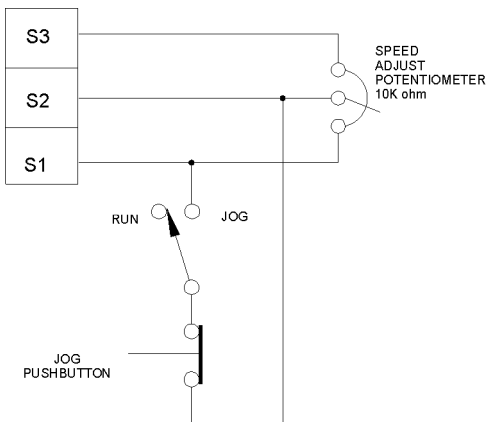 S3
SPEED
ADJUST
POTENTIOMETER
10K ohm
S2
S1
RUN
JOG
JOG
PUSHBUTTON